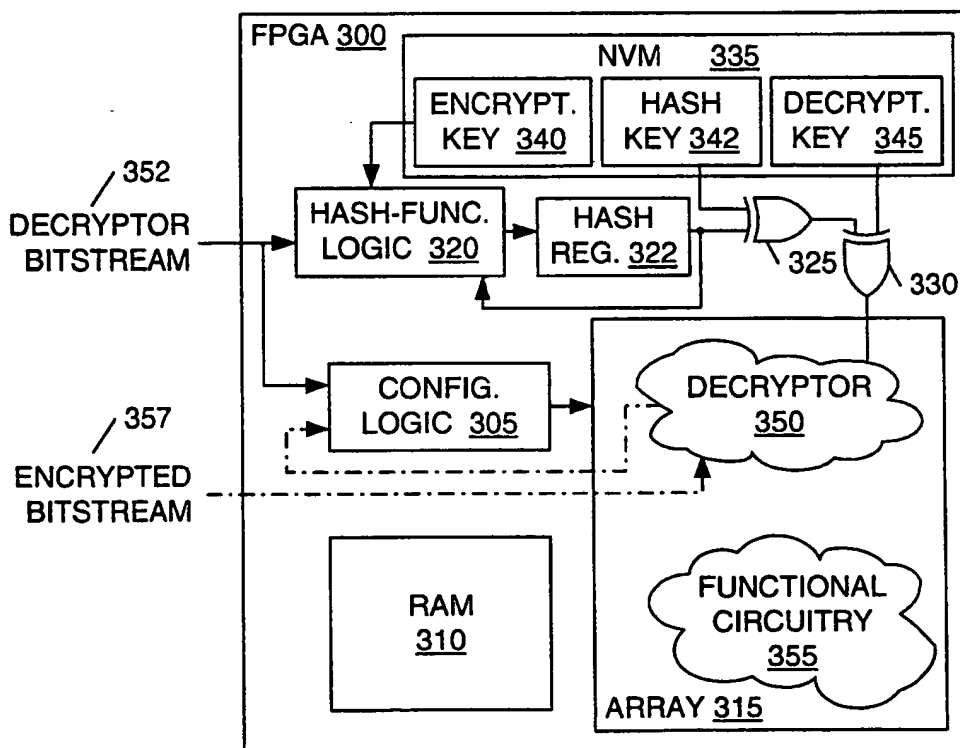 FPGA 300
NVM 335
ENCRYPT.
KEY 340
HASH
KEY 342
DECRYPT.
KEY 345
352
DECRYPTOR
BITSTREAM
HASH-FUNC.
LOGIC 320
HASH
REG. 322
325
330
CONFIG.
LOGIC 305
DECRYPTOR
350
357
ENCRYPTED
BITSTREAM
RAM
310
FUNCTIONAL
CIRCUITRY
355
ARRAY 315